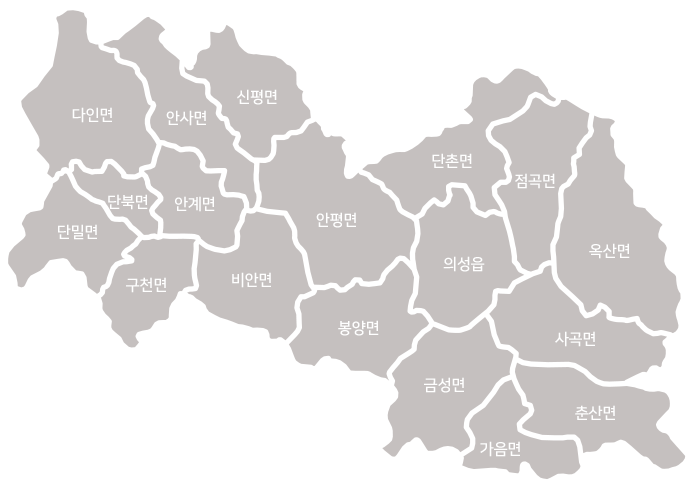 신평면
다인면
안사면
단촌면
점곡면
단북면
안계면
안평면
단밀면
옥산면
의성읍
비안면
구천면
봉양면
사곡면
금성면
춘산면
가음면